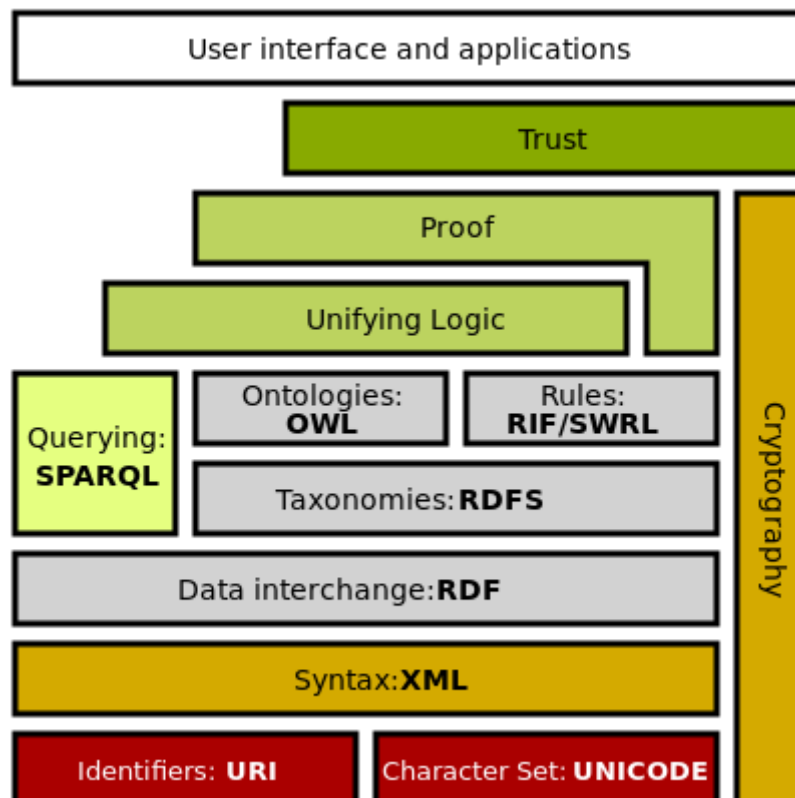 User interface and applications
Trust
Proof
Unifying Logic
Querying:
SPARQL
Ontologies:
OWL
Rules:
RIF/SWRL
Taxonomies:RDFS
Cryptography
Data interchange:RDF
Syntax:XML
Identifiers: URI
Character Set: UNICODE